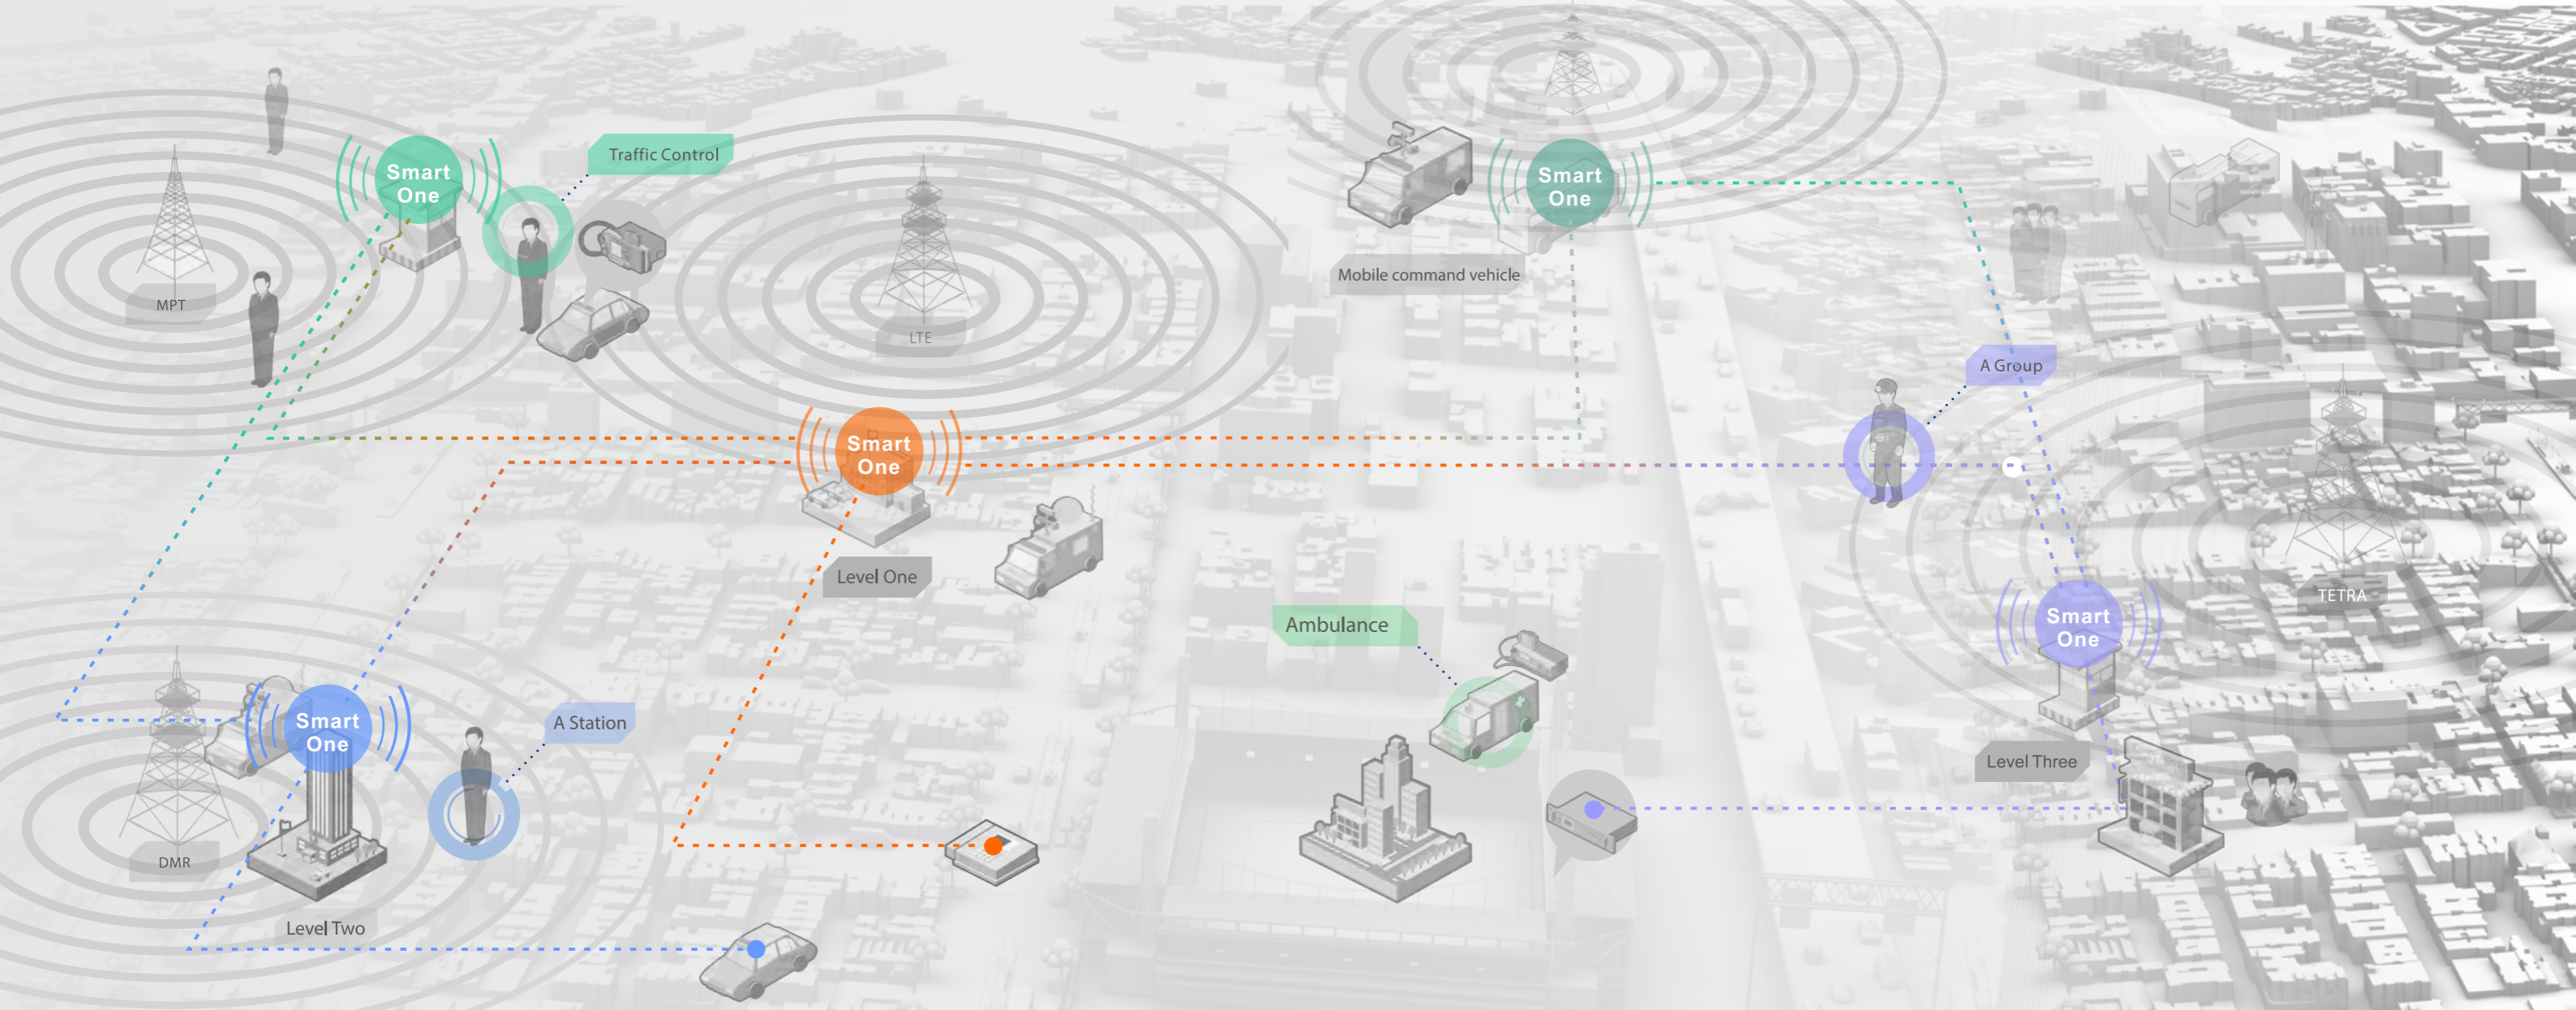 Smart
One
Traffic Control
MPT
LTE
Smart
One
Mobile command vehicle
A Group
Smart
One
Level One
TETRA
Smart
One
Ambulance
Level Three
Smart
One
A Station
DMR
Level Two